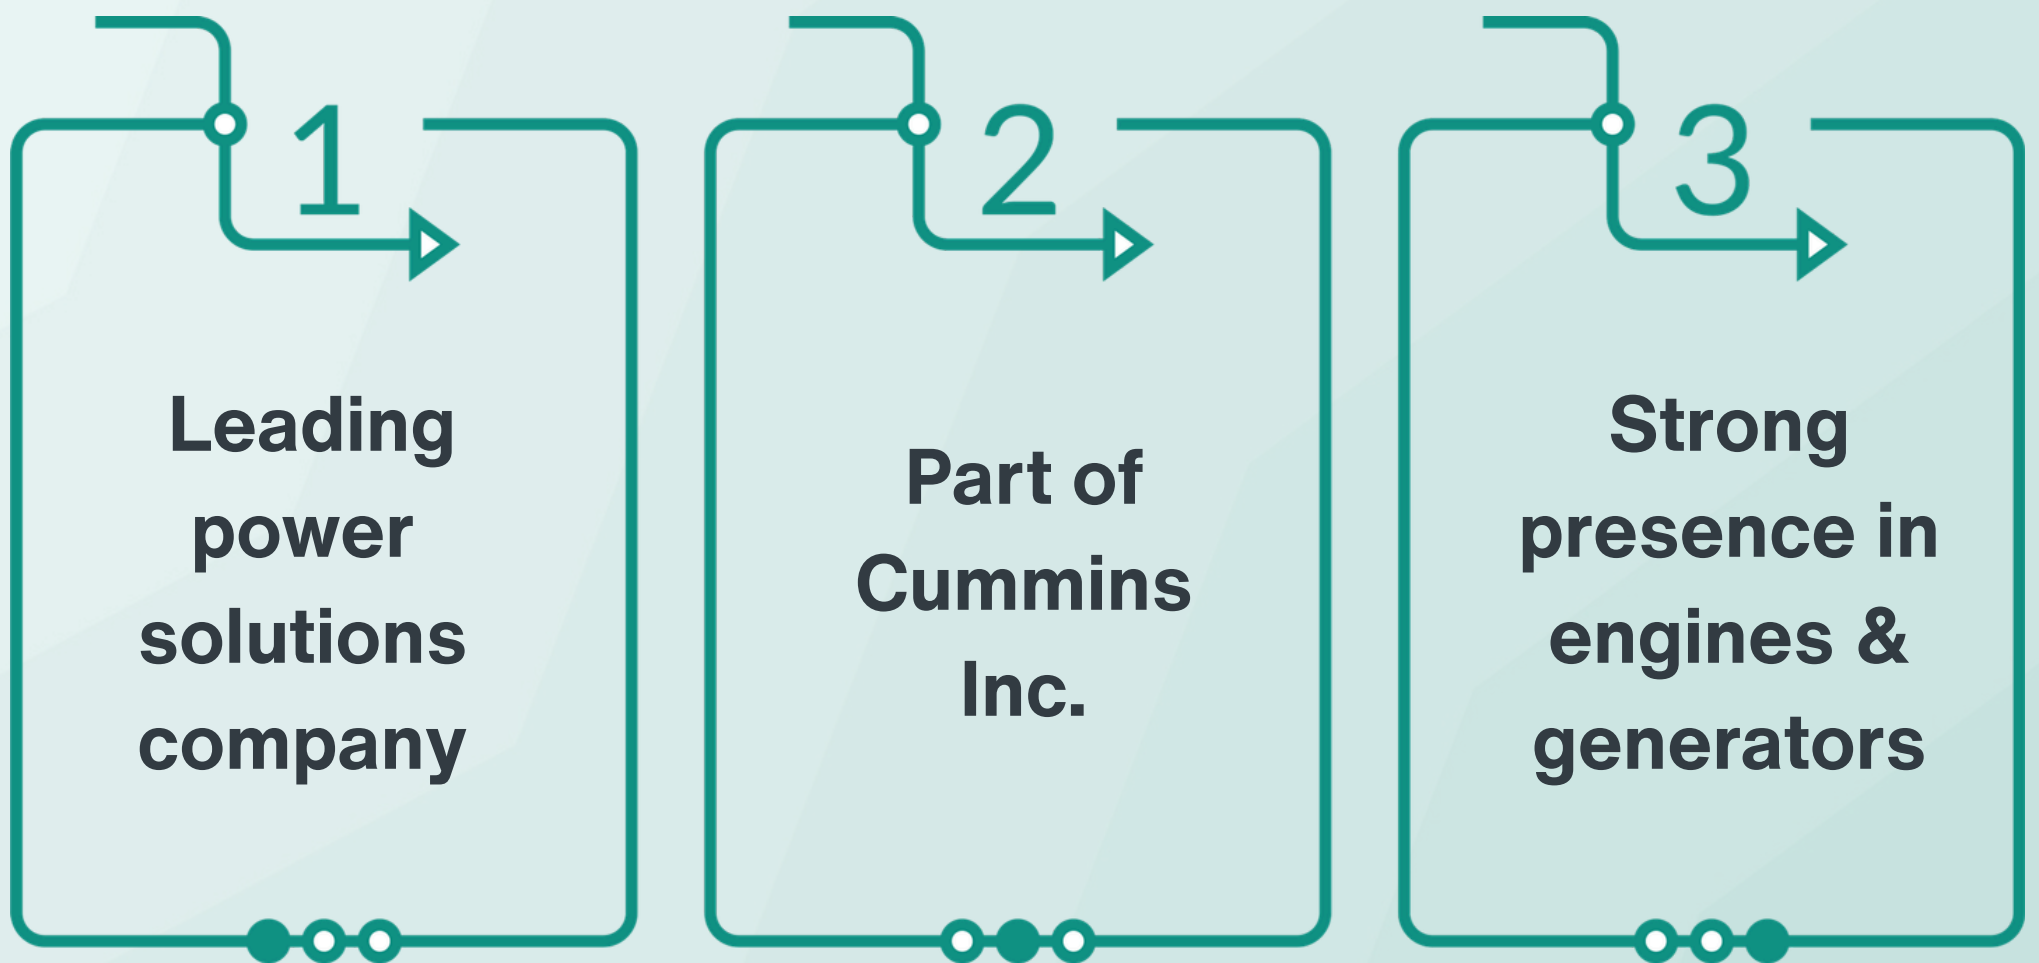 1
Leading
power
solutions
company
2
Part of
Cummins
Inc.
3
Strong
presence in
engines &
generators